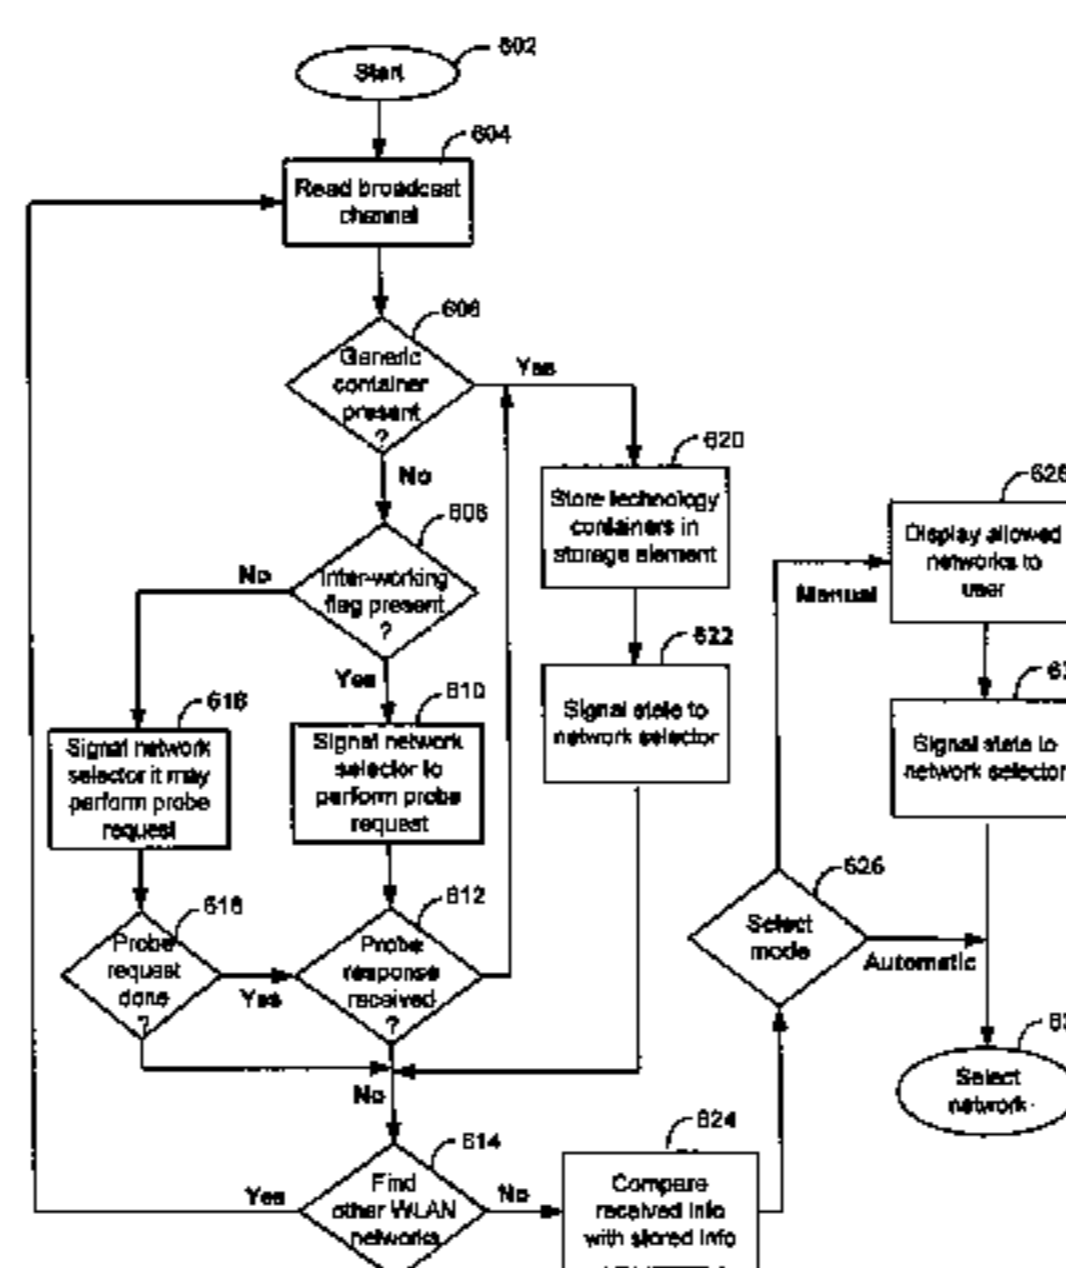 602
Start
604
Read broadcast
channel
606
Generic
container
present
?
Yes
No
608
Inter-working
flag present
?
No
Yes
620
Store technology
containers in
storage element
622
Signal state to
network selector
Display allowed
networks to
user
Manual
Signal state to
network selector
616
Signal network
selector it may
perform probe
request
610
Signal network
selector to
perform probe
request
618
Probe
request
done
?
Yes
612
Probe
response
received
?
No
626
Select
mode
Automatic
Select
network
614
Find
other WLAN
networks
Yes
No
624
Compare
received info
with stored info